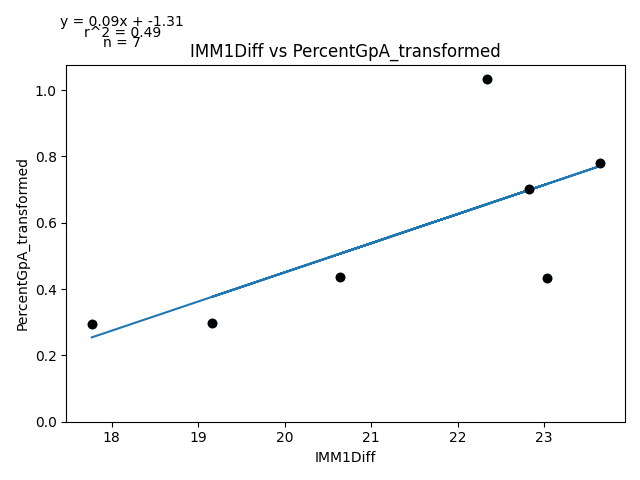 y = 0.09x + -1.31
r^2 = 0.49
n = 7
IMM1Diff vs PercentGpA_transformed
1.0
0.8
0.6
0.4
0.2
0.0
PercentGpA_transformed
18 19 20 21 22 23
IMM1Diff